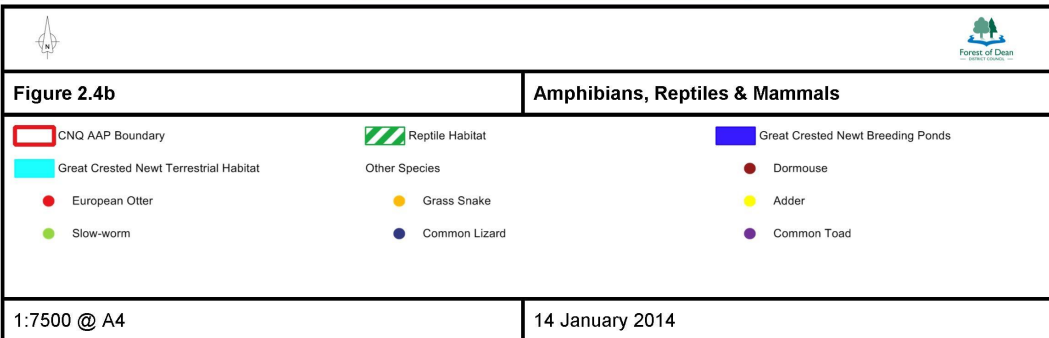 N
Forest of Dean
DISTRICT COUNCIL
Figure 2.4b
Amphibians, Reptiles & Mammals
CNQ AAP Boundary
Reptile Habitat
Great Crested Newt Breeding Ponds
Great Crested Newt Terrestrial Habitat
Other Species
Dormouse
European Otter
Grass Snake
Adder
Slow-worm
Common Lizard
Common Toad
1:7500 @ A4
14 January 2014